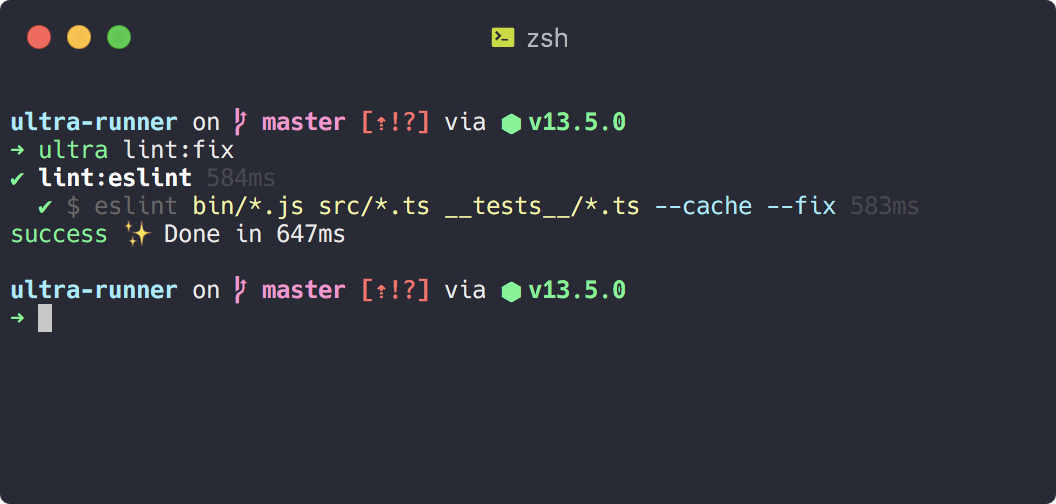 zsh
ultra-runner on master [⇡!?] via ⬢ v13.5.0
➜ ultra lint:fix
✔ lint:eslint 584ms
✔ $ eslint bin/*.js src/*.ts __tests__/*.ts --cache --fix 583ms
success ✨ Done in 647ms
ultra-runner on master [⇡!?] via ⬢ v13.5.0
➜